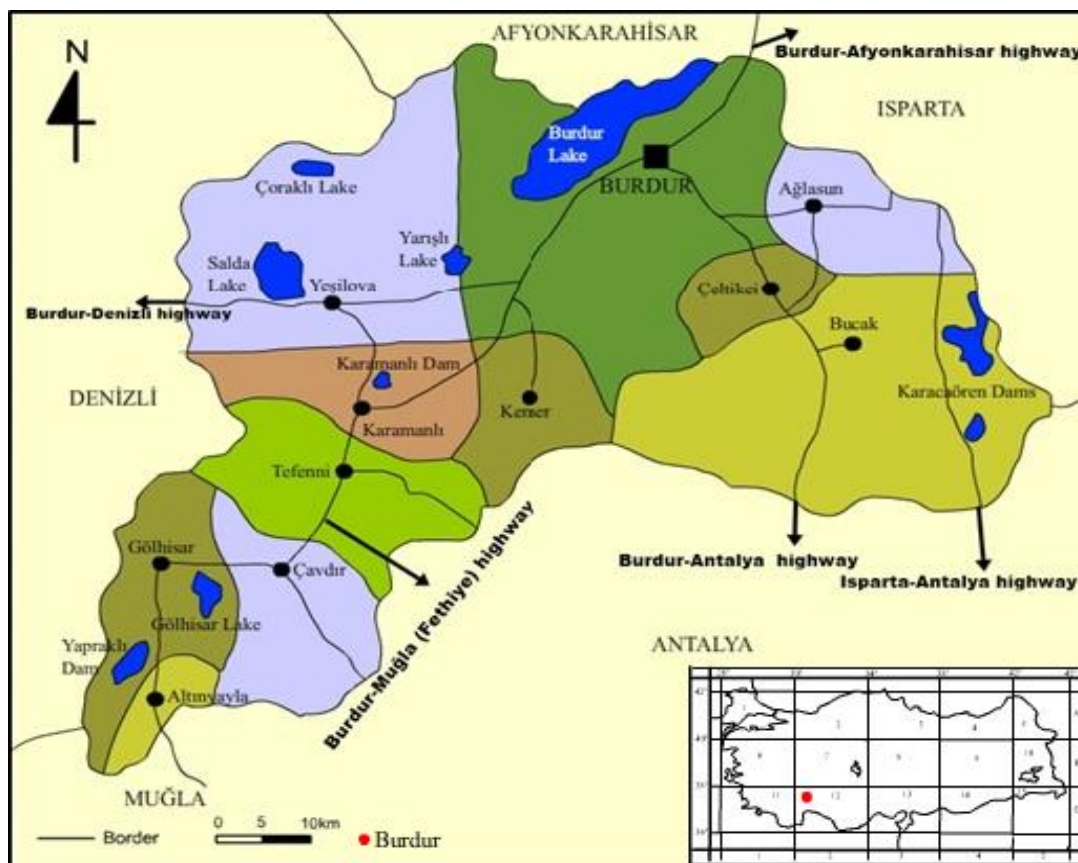 AFYONKARAHİSAR
Burdur-Afyonkarahisar highway
N
ISPARTA
Burdur
Lake
BURDUR
Çoraklı Lake
Ağlasun
Yarışlı
Lake
Salda
Lake
Yeşilova
Çeltikci
Burdur-Denizli highway
Bucak
Karamanlı Dam
DENİZLİ
Karacaören Dams
Kemer
Karamanlı
Tefenni
Gölhisar
Çavdır
Burdur-Antalya highway
Isparta-Antalya highway
Gölhisar Lake
Burdur-Muğla (Fethiye) highway
Yapraklı
Dam
ANTALYA
Altınyayla
MUĞLA
Border
0 5 10km
Burdur